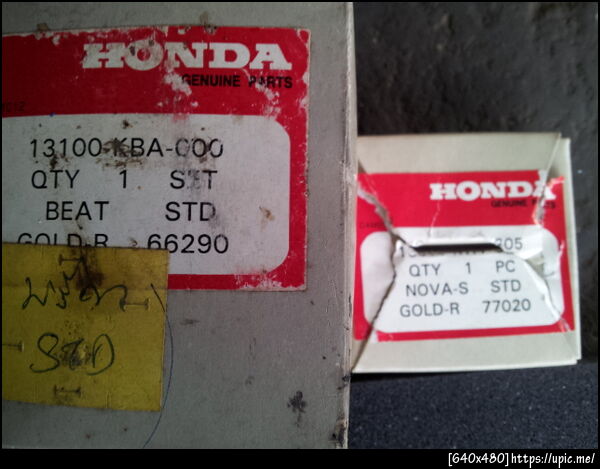 HONDA
GENUINE PARTS
13100-KBA-000
QTY 1 SET
BEAT STD
GOLD-R 66290
STD
HONDA
GENUINE PARTS
QTY 1 PC
NOVA-S STD
GOLD-R 77020
[640x480]https://upic.me/